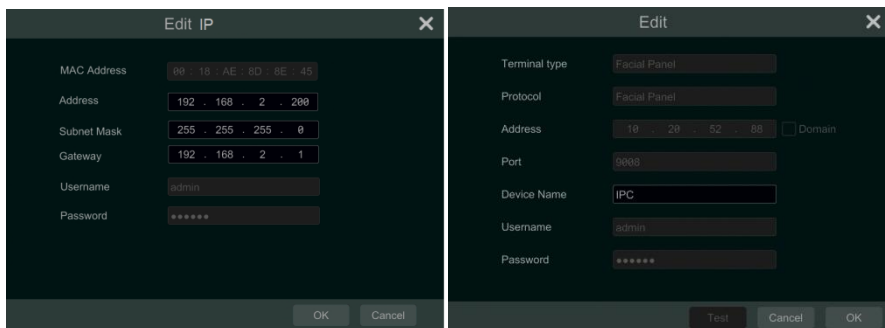 Edit IP
MAC Address 00 : 18 : AE : 8D : 8E : 45
Address 192 . 168 . 2 . 200
Subnet Mask 255 . 255 . 255 . 0
Gateway 192 . 168 . 2 . 1
Username admin
Password ●●●●●●
OK Cancel
Edit
Terminal type Facial Panel
Protocol Facial Panel
Address 10 . 20 . 52 . 88 Domain
Port 9008
Device Name IPC
Username admin
Password ●●●●●●
Test Cancel OK